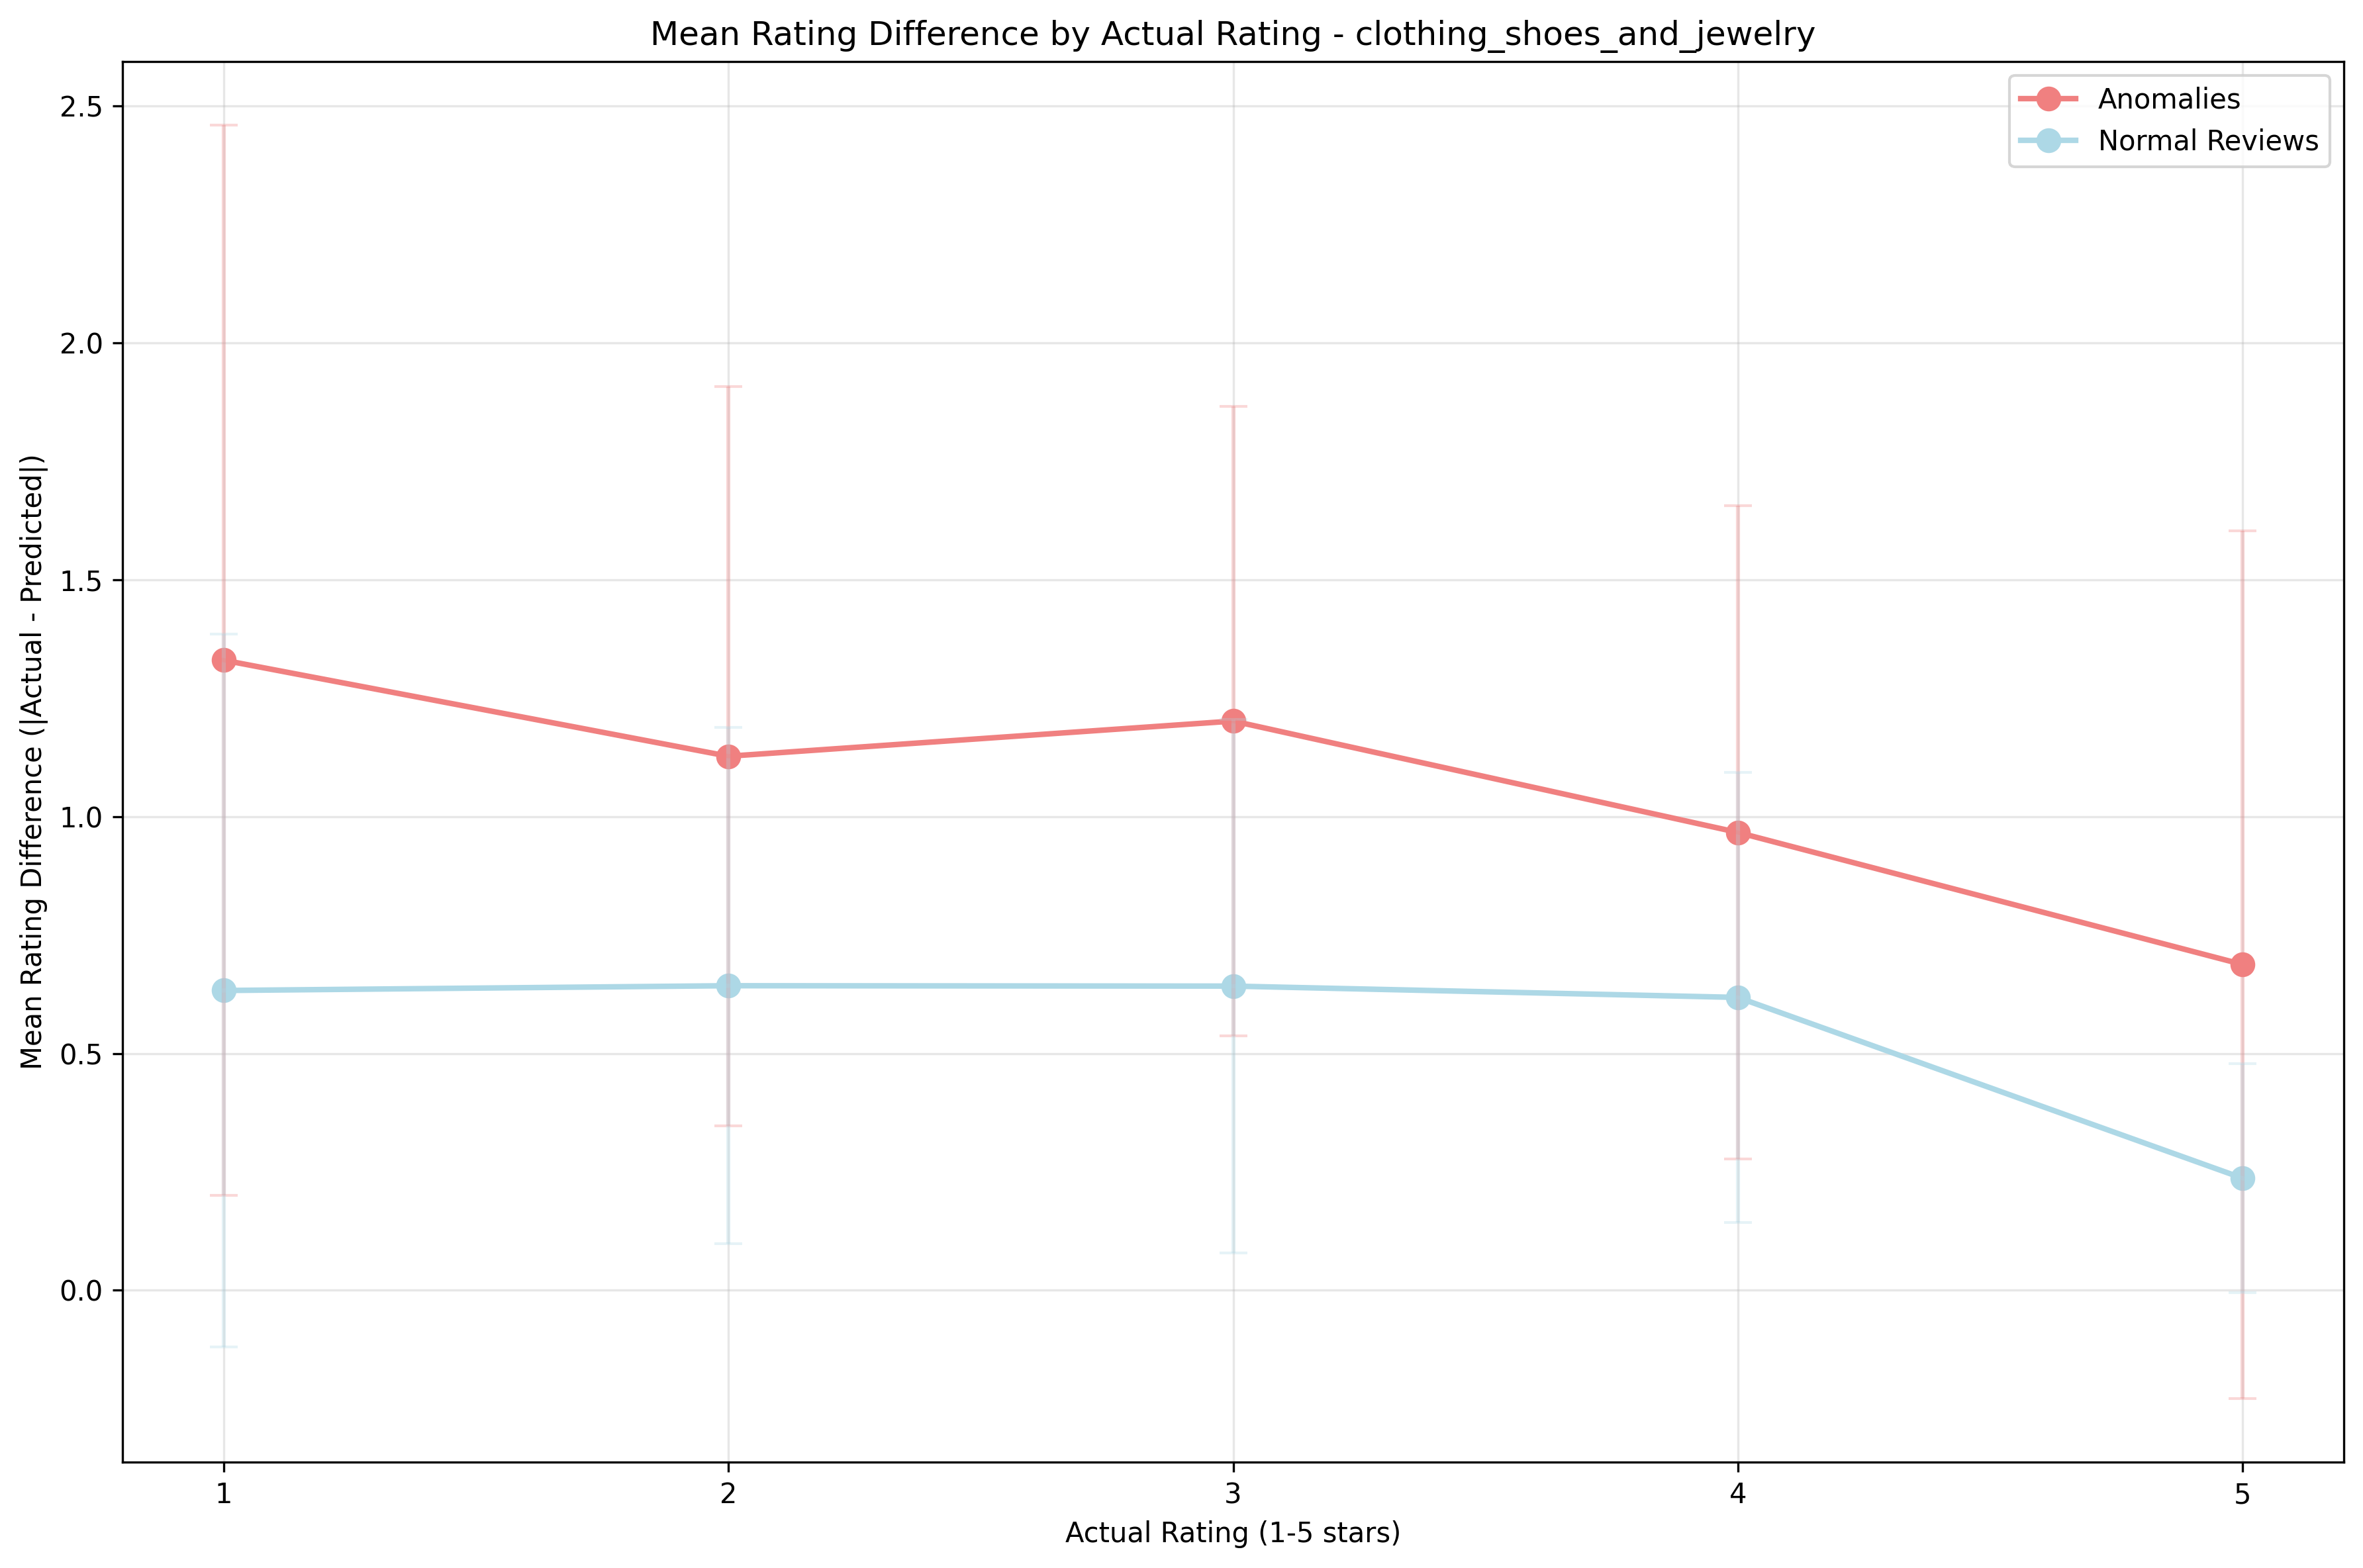 Mean Rating Difference by Actual Rating - clothing_shoes_and_jewelry
Anomalies
Normal Reviews
Mean Rating Difference (|Actual - Predicted|)
2.5
2.0
1.5
1.0
0.5
0.0
1 2 3 4 5
Actual Rating (1-5 stars)